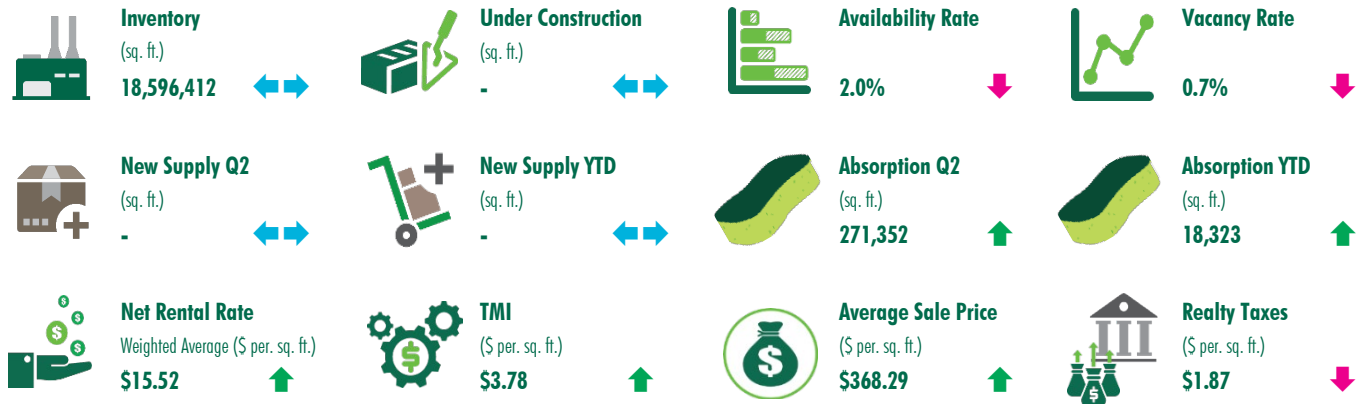 Inventory
(sq. ft.)
18,596,412
Under Construction
(sq. ft.)
-
Availability Rate
2.0%
Vacancy Rate
0.7%
New Supply Q2
(sq. ft.)
-
New Supply YTD
(sq. ft.)
-
Absorption Q2
(sq. ft.)
271,352
Absorption YTD
(sq. ft.)
18,323
Net Rental Rate
Weighted Average ($ per. sq. ft.)
$15.52
TMI
($ per. sq. ft.)
$3.78
Average Sale Price
($ per. sq. ft.)
$368.29
Realty Taxes
($ per. sq. ft.)
$1.87